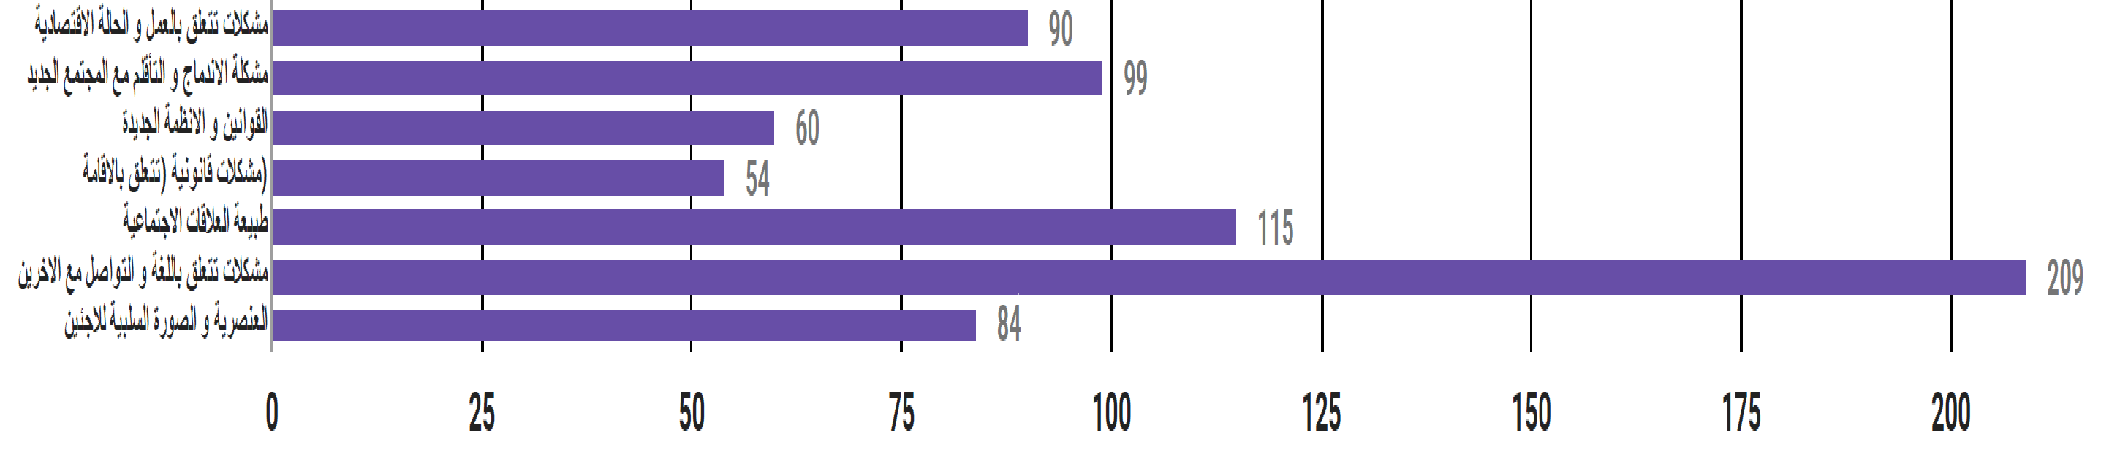 مشكلات تتعلق بالعمل و الحالة الاقتصادية
90
مشكلة الاندماج و التأقلم مع المجتمع الجديد
99
القوانين و الانظمة الجديدة
60
(مشكلات قانونية (تتعلق بالاقامة
54
طبيعة العلاقات الاجتماعية
115
مشكلات تتعلق باللغة و التواصل مع الاخرين
209
العنصرية و الصورة السلبية للاجئين
84
0 25 50 75 100 125 150 175 200